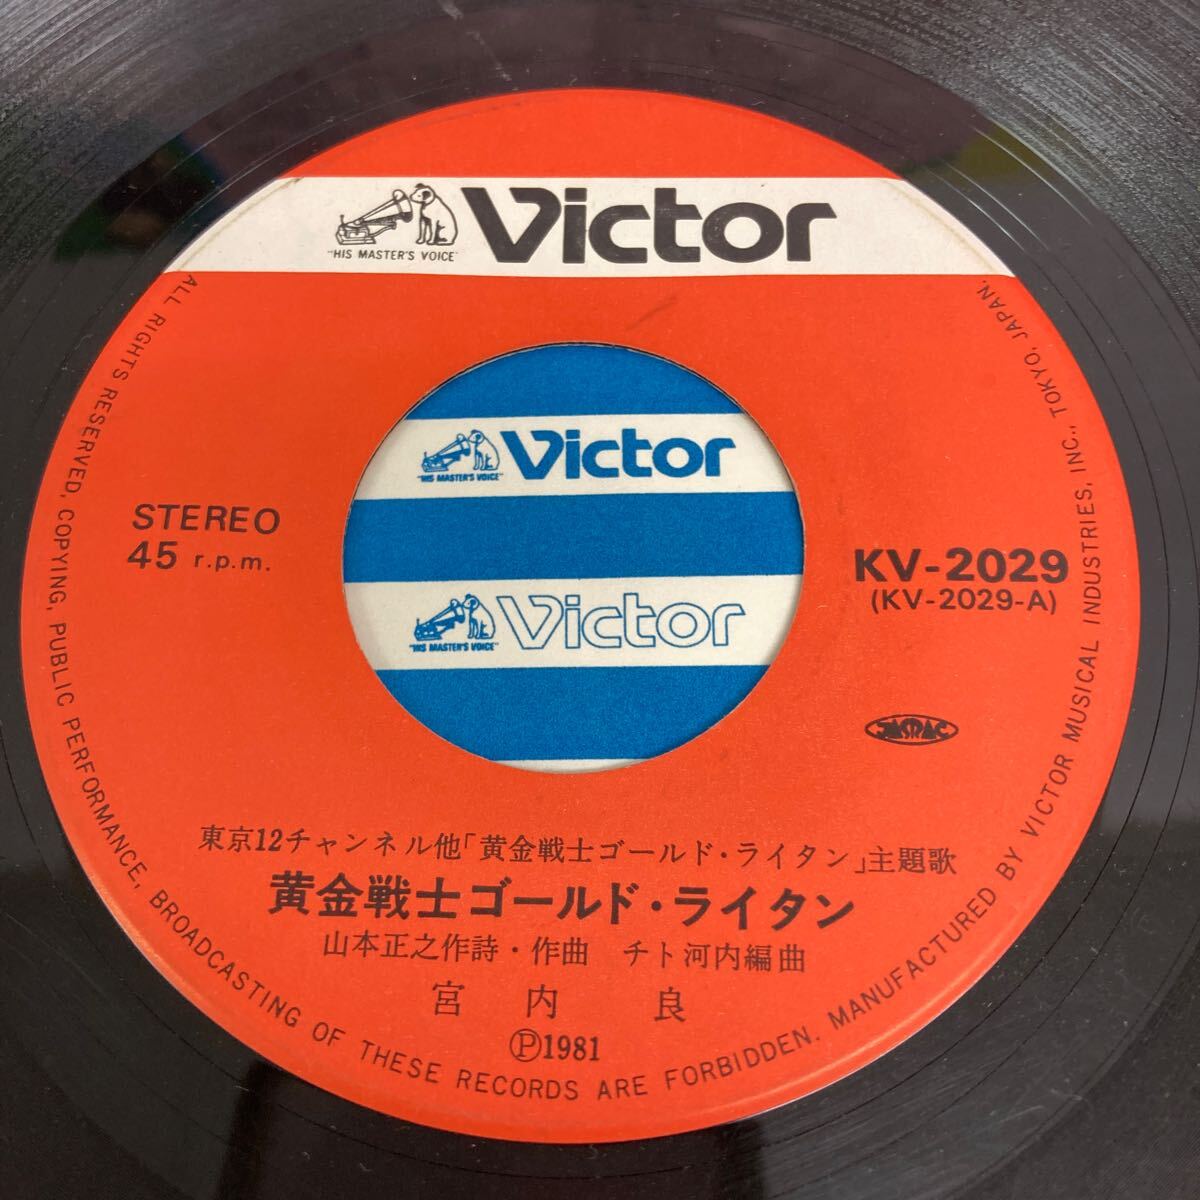 Victor
"HIS MASTER'S VOICE"
Victor
"HIS MASTER'S VOICE"
Victor
"HIS MASTER'S VOICE"
STEREO
45 r.p.m.
KV-2029
(KV-2029-A)
JASRAC
東京12チャンネル他「黄金戦士ゴールド・ライタン」主題歌
黄金戦士ゴールド・ライタン
山本正之作詩・作曲 チト河内編曲
宮内良
Ⓟ1981
ALL RIGHTS RESERVED, COPYING, PUBLIC PERFORMANCE, BROADCASTING OF THESE RECORDS ARE FORBIDDEN. MANUFACTURED BY VICTOR MUSICAL INDUSTRIES, INC., TOKYO, JAPAN.